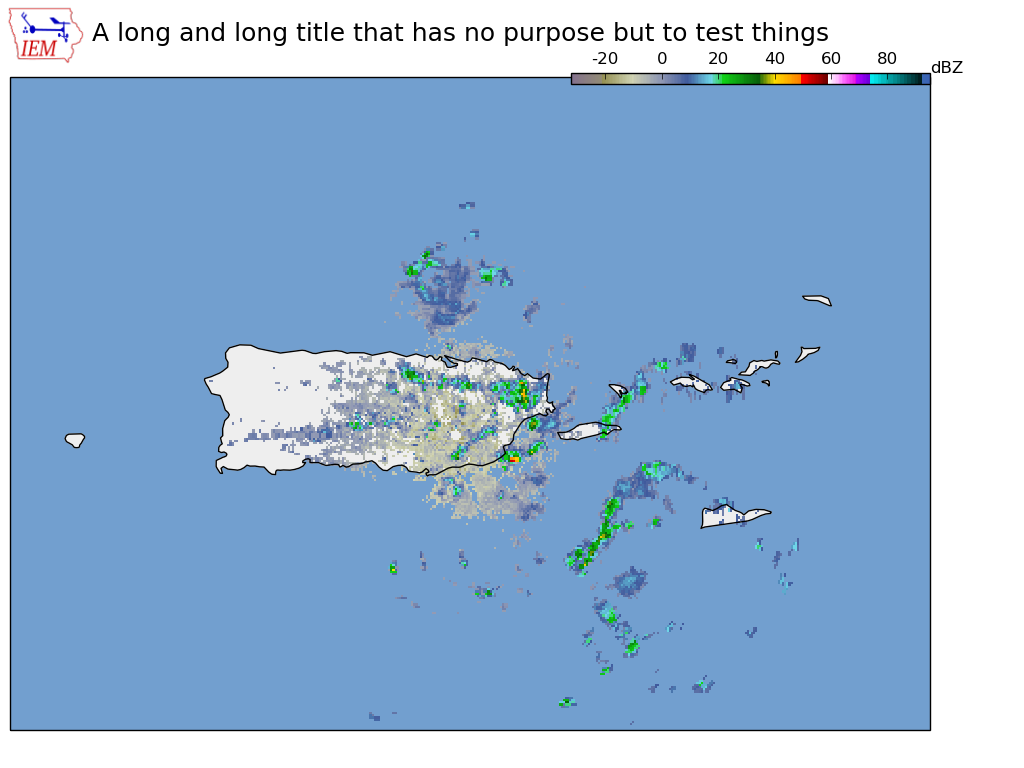 IEM
A long and long title that has no purpose but to test things
-20 0 20 40 60 80 dBZ